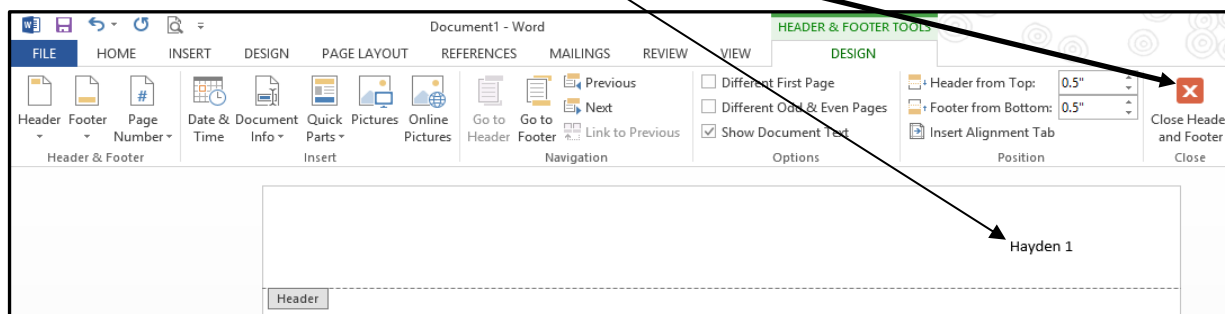 Document1 - Word
HEADER & FOOTER TOOLS
FILE HOME INSERT DESIGN PAGE LAYOUT REFERENCES MAILINGS REVIEW VIEW DESIGN
Header Footer Page Number
Header & Footer
Date & Time Document Info Quick Parts Pictures Online Pictures
Insert
Go to Header Go to Footer
Previous
Next
Link to Previous
Navigation
Different First Page
Different Odd & Even Pages
Show Document Text
Options
Header from Top: 0.5"
Footer from Bottom: 0.5"
Insert Alignment Tab
Position
Close Heade
and Footer
Close
Hayden 1
Header